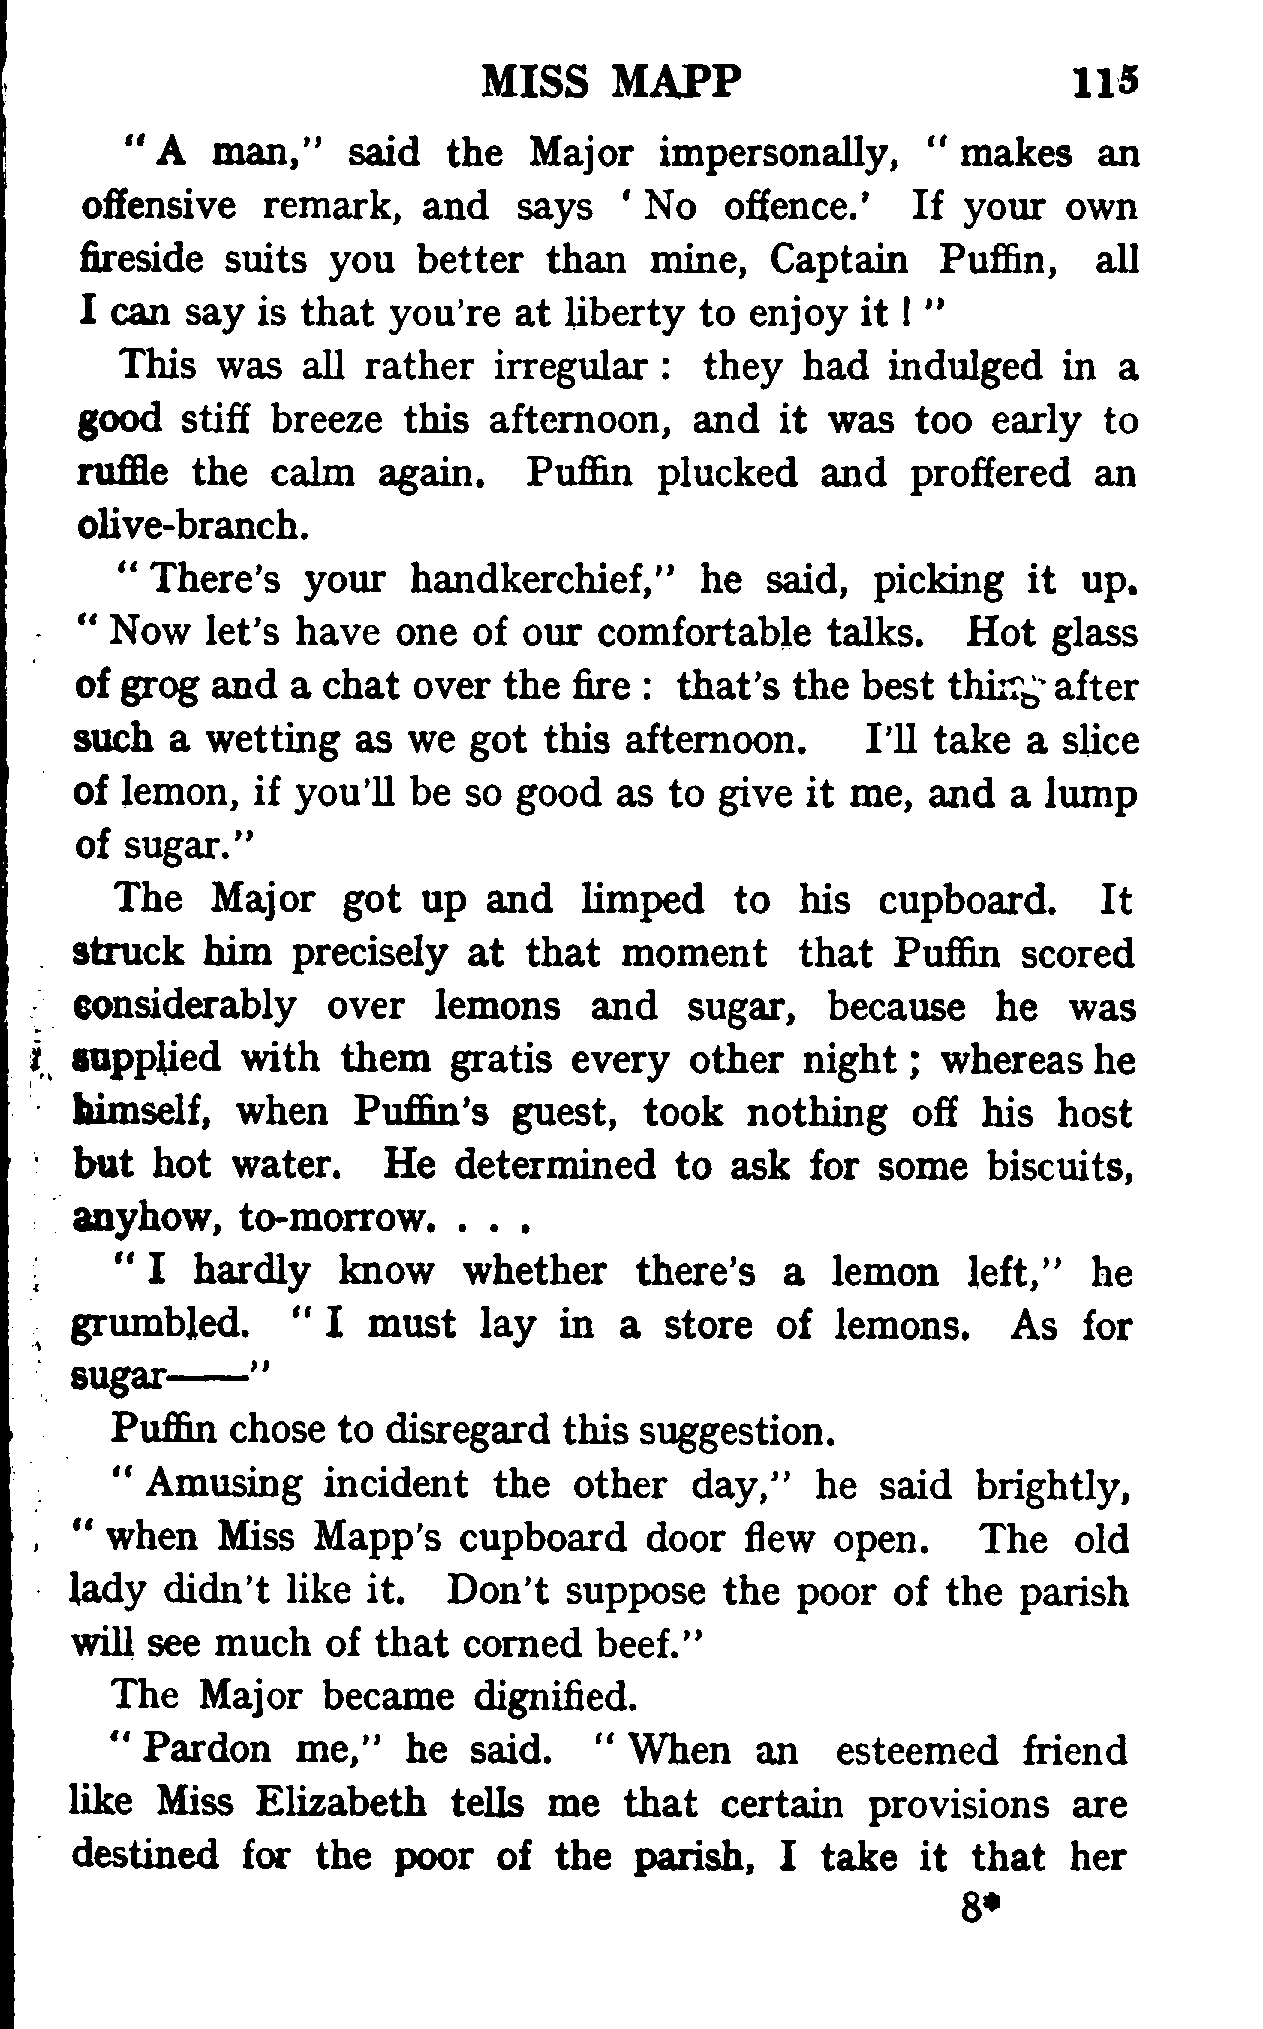 MISS MAPP 115
" A man," said the Major impersonally, " makes an
offensive remark, and says ' No offence.' If your own
fireside suits you better than mine, Captain Puffin, all
I can say is that you're at liberty to enjoy it ! "
This was all rather irregular : they had indulged in a
good stiff breeze this afternoon, and it was too early to
ruffle the calm again. Puffin plucked and proffered an
olive-branch.
" There's your handkerchief," he said, picking it up.
" Now let's have one of our comfortable talks. Hot glass
of grog and a chat over the fire : that's the best thing after
such a wetting as we got this afternoon. I'll take a slice
of lemon, if you'll be so good as to give it me, and a lump
of sugar."
The Major got up and limped to his cupboard. It
struck him precisely at that moment that Puffin scored
considerably over lemons and sugar, because he was
supplied with them gratis every other night ; whereas he
himself, when Puffin's guest, took nothing off his host
but hot water. He determined to ask for some biscuits,
anyhow, to-morrow. . . .
" I hardly know whether there's a lemon left," he
grumbled. " I must lay in a store of lemons. As for
sugar——"
Puffin chose to disregard this suggestion.
" Amusing incident the other day," he said brightly,
" when Miss Mapp's cupboard door flew open. The old
lady didn't like it. Don't suppose the poor of the parish
will see much of that corned beef."
The Major became dignified.
" Pardon me," he said. " When an esteemed friend
like Miss Elizabeth tells me that certain provisions are
destined for the poor of the parish, I take it that her
8*